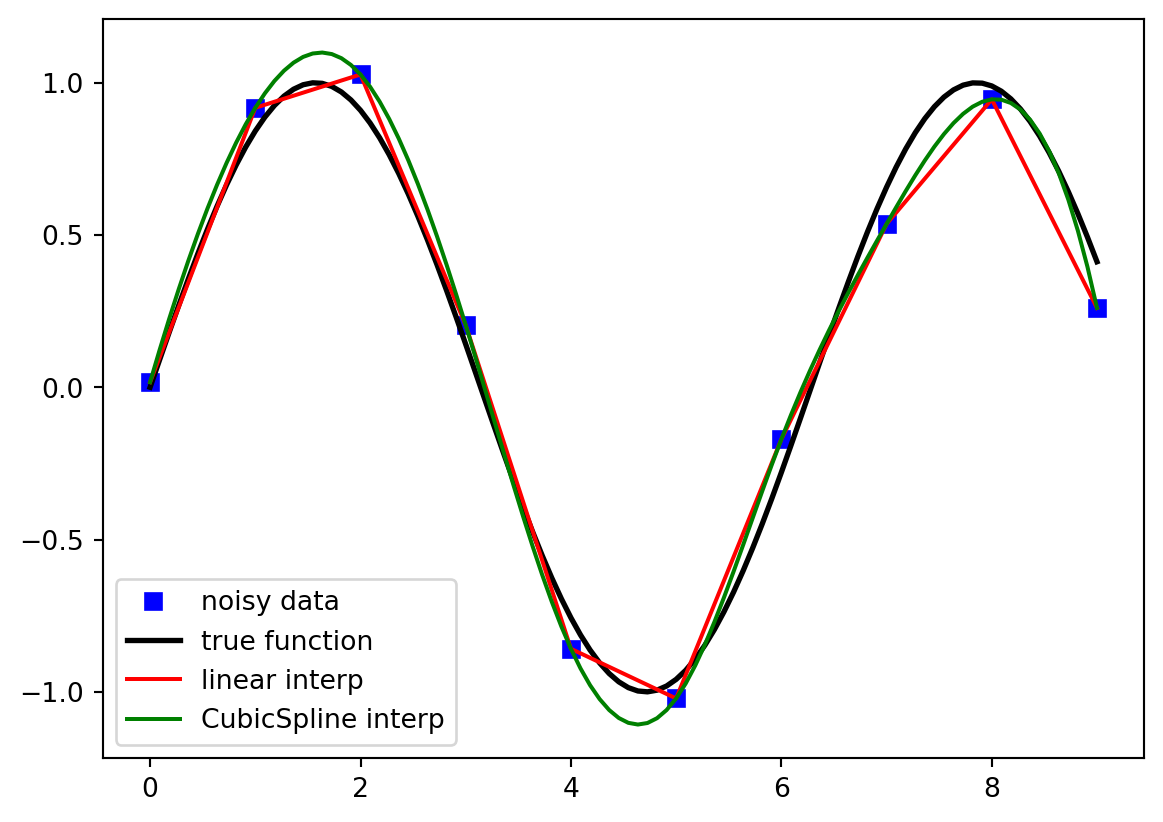 1.0
0.5
0.0
−0.5
−1.0
noisy data
true function
linear interp
CubicSpline interp
0 2 4 6 8